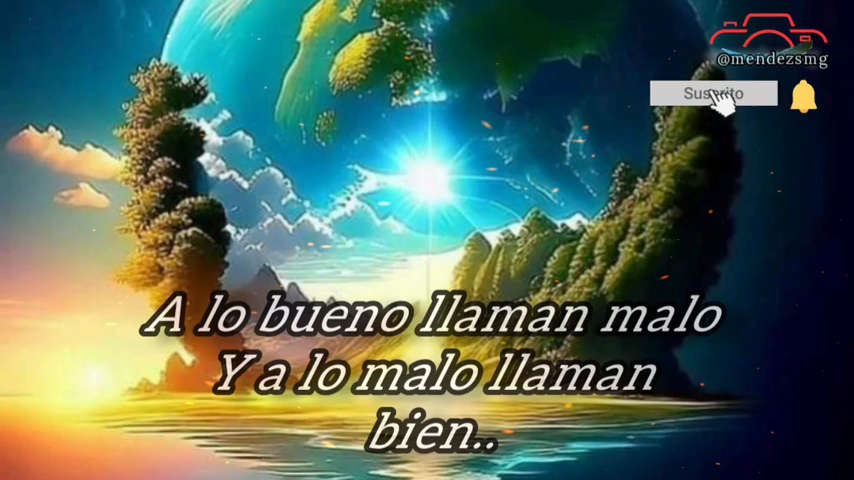 @mendezsmg
Suscrito
A lo bueno llaman malo
Y a lo malo llaman
bien..